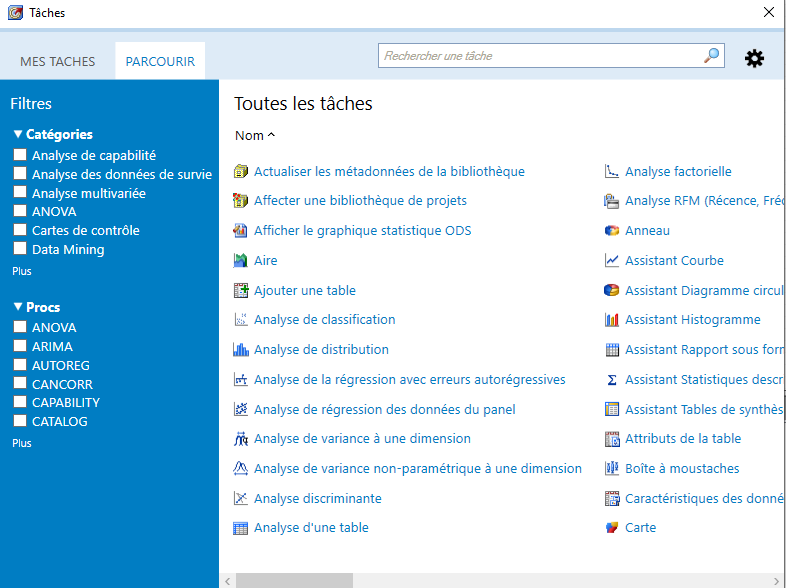 Tâches
MES TACHES
PARCOURIR
Rechercher une tâche
Filtres
Catégories
Analyse de capabilité
Analyse des données de survie
Analyse multivariée
ANOVA
Cartes de contrôle
Data Mining
Plus
Procs
ANOVA
ARIMA
AUTOREG
CANCORR
CAPABILITY
CATALOG
Plus
Toutes les tâches
Nom
Actualiser les métadonnées de la bibliothèque
Affecter une bibliothèque de projets
Afficher le graphique statistique ODS
Aire
Ajouter une table
Analyse de classification
Analyse de distribution
Analyse de la régression avec erreurs autorégressives
Analyse de régression des données du panel
Analyse de variance à une dimension
Analyse de variance non-paramétrique à une dimension
Analyse discriminante
Analyse d'une table
Analyse factorielle
Analyse RFM (Récence, Fréc
Anneau
Assistant Courbe
Assistant Diagramme circul
Assistant Histogramme
Assistant Rapport sous forn
Assistant Statistiques descr
Assistant Tables de synthès
Attributs de la table
Boîte à moustaches
Caractéristiques des donné
Carte